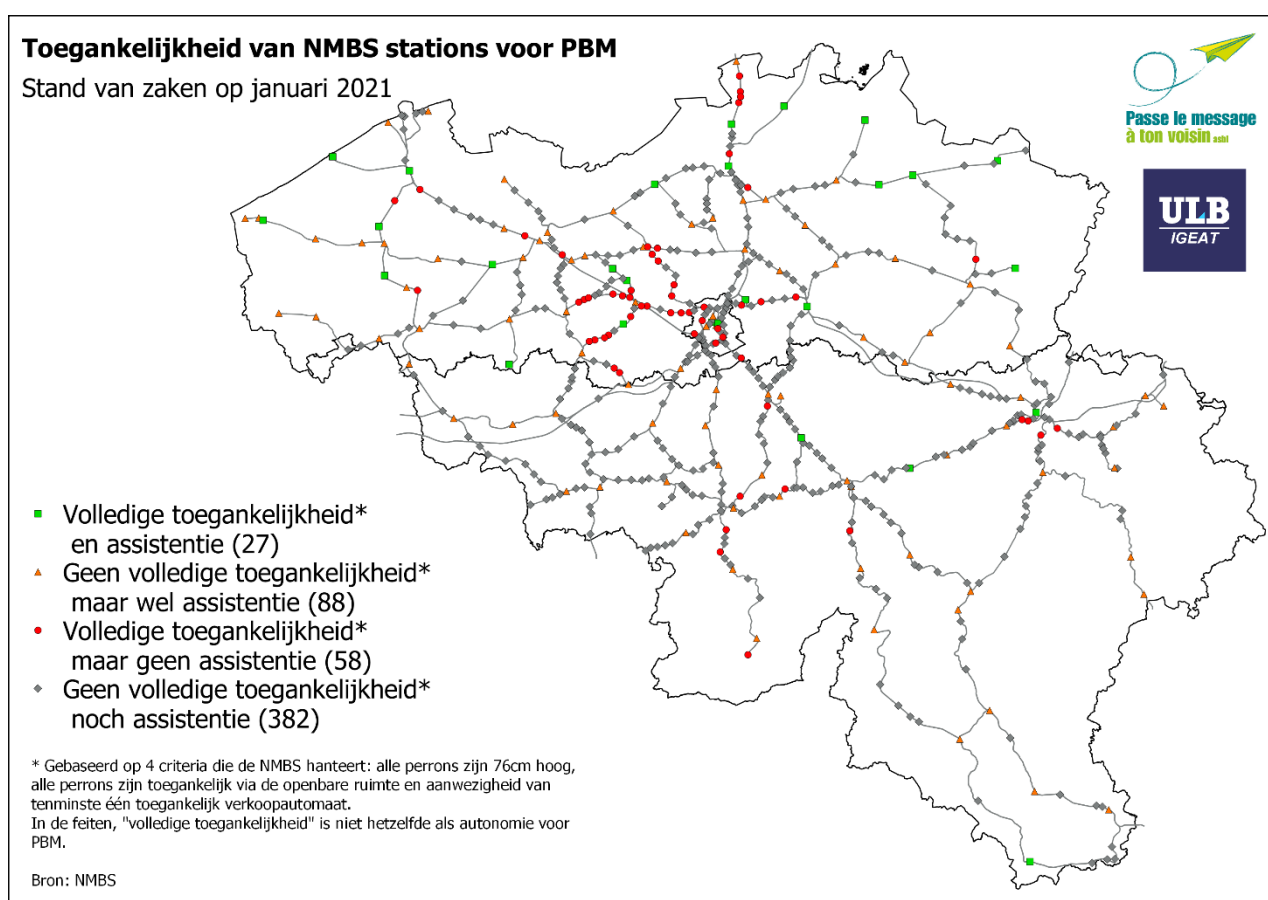 Toegankelijkheid van NMBS stations voor PBM
Stand van zaken op januari 2021
Passe le message
à ton voisin asbl
ULB
IGEAT
Volledige toegankelijkheid*
en assistentie (27)
Geen volledige toegankelijkheid*
maar wel assistentie (88)
Volledige toegankelijkheid*
maar geen assistentie (58)
Geen volledige toegankelijkheid*
noch assistentie (382)
* Gebaseerd op 4 criteria die de NMBS hanteert: alle perrons zijn 76cm hoog,
alle perrons zijn toegankelijk via de openbare ruimte en aanwezigheid van
tenminste één toegankelijk verkoopautomaat.
In de feiten, "volledige toegankelijkheid" is niet hetzelfde als autonomie voor
PBM.
Bron: NMBS